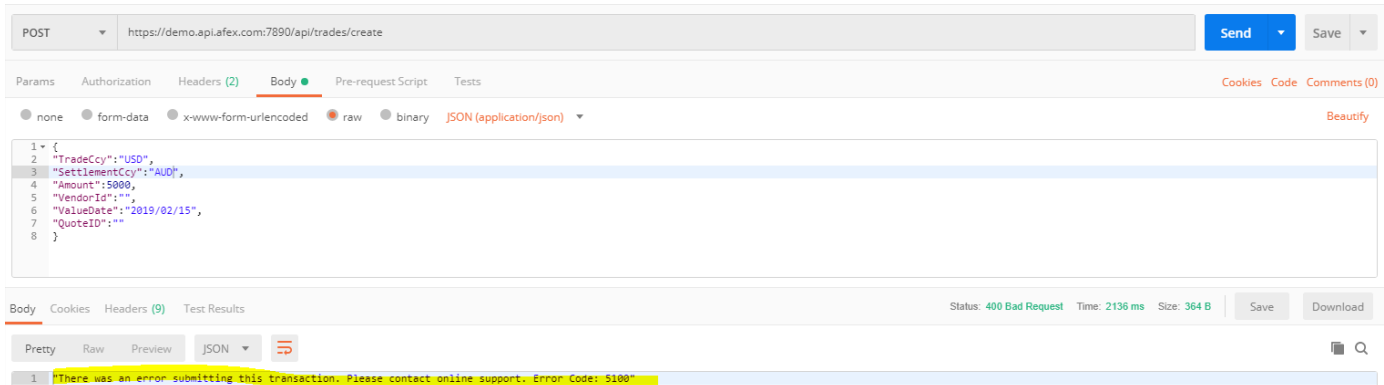 POST https://demo.api.afex.com:7890/api/trades/create Send Save
Params Authorization Headers (2) Body Pre-request Script Tests Cookies Code Comments (0)
none form-data x-www-form-urlencoded raw binary JSON (application/json) Beautify
1 {
2 "TradeCcy":"USD",
3 "SettlementCcy":"AUD",
4 "Amount":5000,
5 "VendorId":"",
6 "ValueDate":"2019/02/15",
7 "QuoteID":""
8 }
Body Cookies Headers (9) Test Results Status: 400 Bad Request Time: 2136 ms Size: 364 B Save Download
Pretty Raw Preview JSON
1 "There was an error submitting this transaction. Please contact online support. Error Code: 5100"